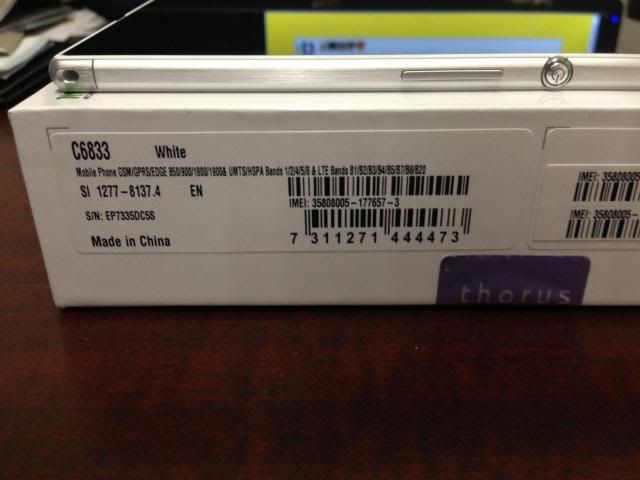 C6833 White
Mobile Phone GSM/GPRS/EDGE 850/900/1800/1900& UMTS/HSPA Bands 1/2/4/5/8 & LTE Bands B1/B2/B3/B4/B5/B7/B8/B20
SI 1277-8137.4 EN
IMEI: 35808005-177657-3
S/N: EP7335DC5S
7 311271 444473
Made in China
IMEI: 35808005
IMEI: 35808005
thorus